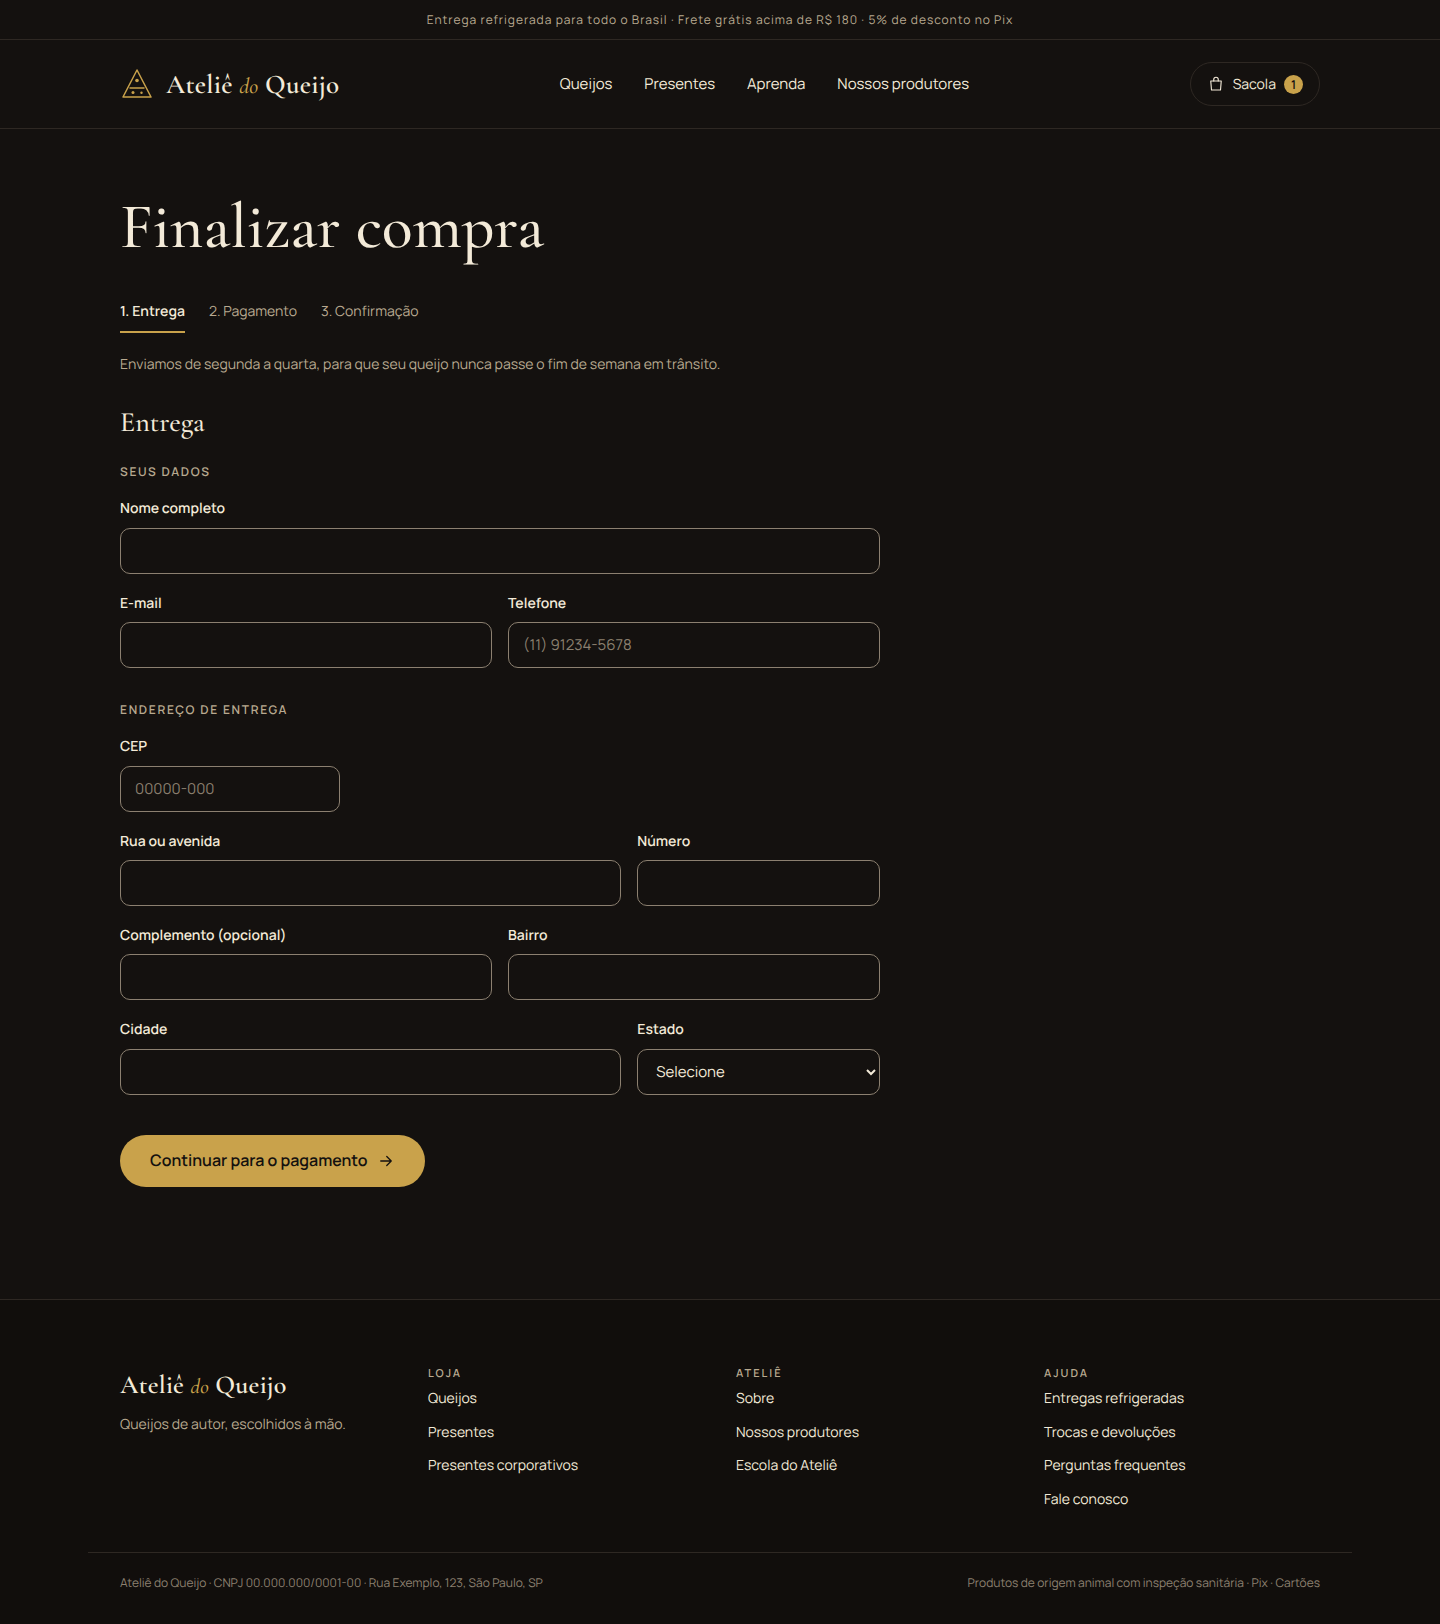 Entrega refrigerada para todo o Brasil · Frete grátis acima de R$ 180 · 5% de desconto no Pix
Ateliê do Queijo
Queijos
Presentes
Aprenda
Nossos produtores
Sacola 1
Finalizar compra
1. Entrega
2. Pagamento
3. Confirmação
Enviamos de segunda a quarta, para que seu queijo nunca passe o fim de semana em trânsito.
Entrega
SEUS DADOS
Nome completo
E-mail
Telefone
(11) 91234-5678
ENDEREÇO DE ENTREGA
CEP
00000-000
Rua ou avenida
Número
Complemento (opcional)
Bairro
Cidade
Estado
Selecione
Continuar para o pagamento →
Ateliê do Queijo
Queijos de autor, escolhidos à mão.
LOJA
Queijos
Presentes
Presentes corporativos
ATELIÊ
Sobre
Nossos produtores
Escola do Ateliê
AJUDA
Entregas refrigeradas
Trocas e devoluções
Perguntas frequentes
Fale conosco
Ateliê do Queijo · CNPJ 00.000.000/0001-00 · Rua Exemplo, 123, São Paulo, SP
Produtos de origem animal com inspeção sanitária · Pix · Cartões